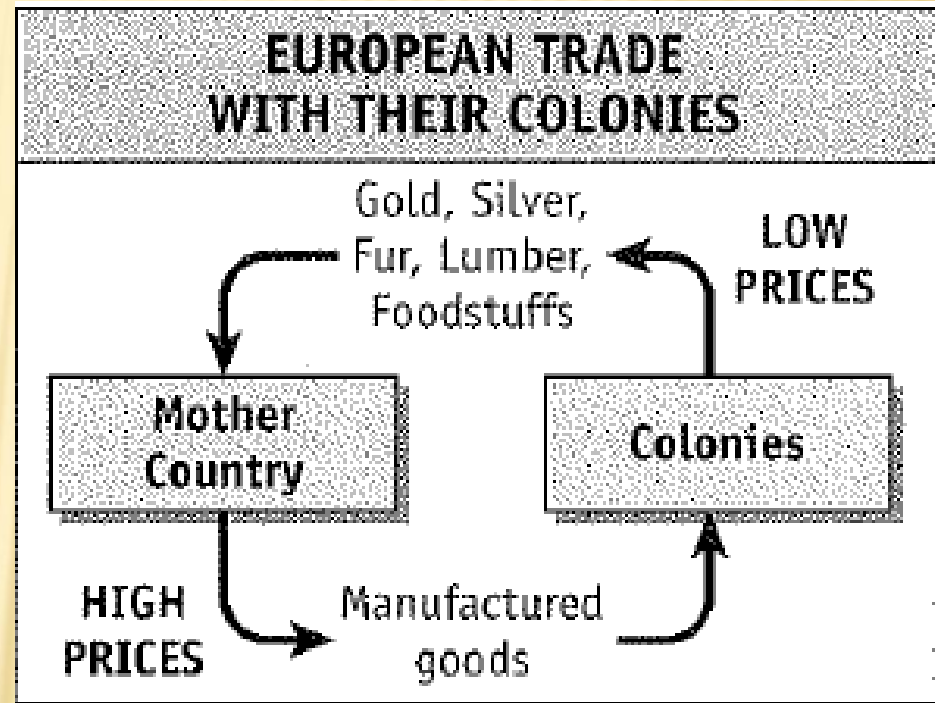 EUROPEAN TRADE
WITH THEIR COLONIES
Gold, Silver,
Fur, Lumber,
Foodstuffs
LOW
PRICES
Mother
Country
Colonies
HIGH
PRICES
Manufactured
goods